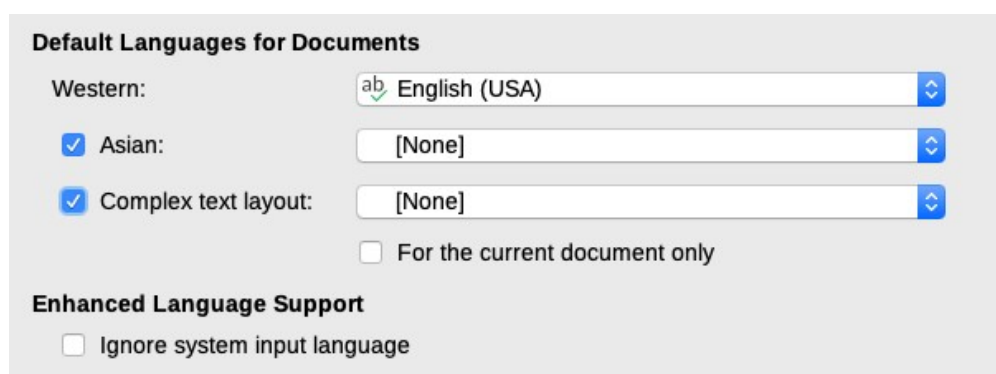 Default Languages for Documents
Western: ab English (USA)
Asian: [None]
Complex text layout: [None]
For the current document only
Enhanced Language Support
Ignore system input language